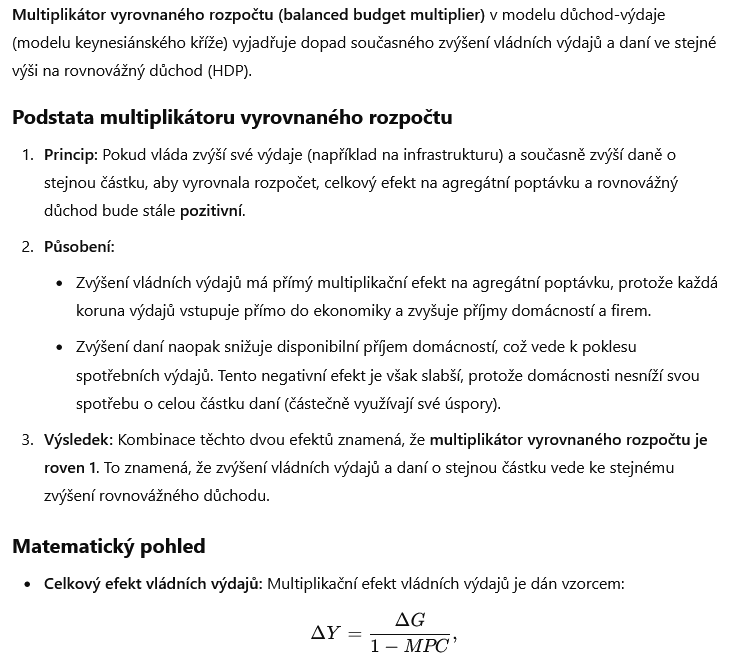 Multiplikátor vyrovnaného rozpočtu (balanced budget multiplier) v modelu důchod-výdaje
(modelu keynesiánského kříže) vyjadřuje dopad současného zvýšení vládních výdajů a daní ve stejné
výši na rovnovážný důchod (HDP).
Podstata multiplikátoru vyrovnaného rozpočtu
1. Princip: Pokud vláda zvýší své výdaje (například na infrastrukturu) a současně zvýší daně o
stejnou částku, aby vyrovnala rozpočet, celkový efekt na agregátní poptávku a rovnovážný
důchod bude stále pozitivní.
2. Působení:
• Zvýšení vládních výdajů má přímý multiplikační efekt na agregátní poptávku, protože každá
koruna výdajů vstupuje přímo do ekonomiky a zvyšuje příjmy domácností a firem.
• Zvýšení daní naopak snižuje disponibilní příjem domácností, což vede k poklesu
spotřebních výdajů. Tento negativní efekt je však slabší, protože domácnosti nesníží svou
spotřebu o celou částku daní (částečně využívají své úspory).
3. Výsledek: Kombinace těchto dvou efektů znamená, že multiplikátor vyrovnaného rozpočtu je
roven 1. To znamená, že zvýšení vládních výdajů a daní o stejnou částku vede ke stejnému
zvýšení rovnovážného důchodu.
Matematický pohled
• Celkový efekt vládních výdajů: Multiplikační efekt vládních výdajů je dán vzorcem:
ΔY = ΔG / (1 − MPC),